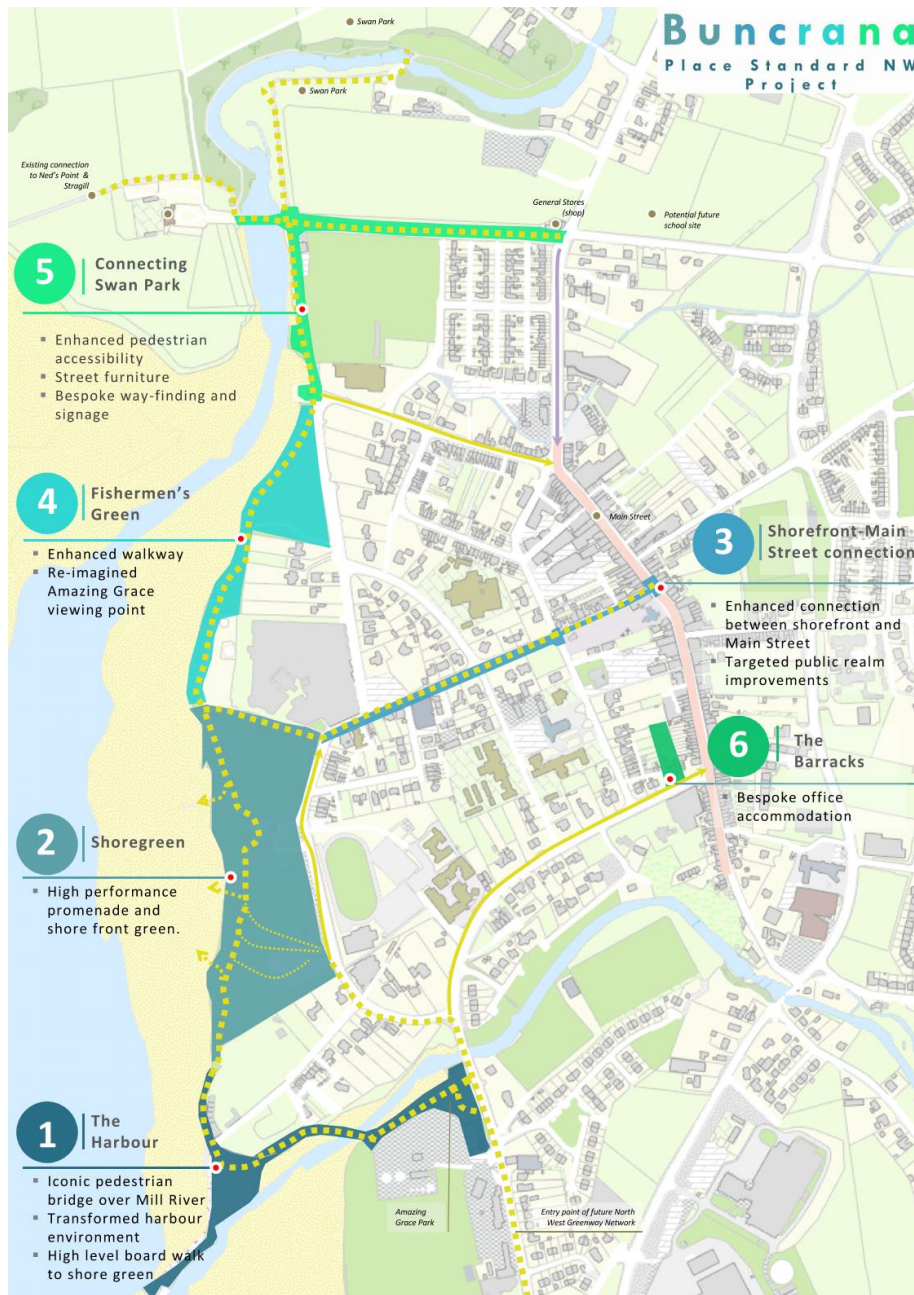 Buncrana
Place Standard NW
Project
Swan Park
Swan Park
Existing connection
to Ned's Point &
Stragill
General Stores
(shop)
Potential future
school site
5
Connecting
Swan Park
▪ Enhanced pedestrian
accessibility
▪ Street furniture
▪ Bespoke way-finding and
signage
4
Fishermen's
Green
▪ Enhanced walkway
▪ Re-imagined
Amazing Grace
viewing point
Main Street
3
Shorefront-Main
Street connection
▪ Enhanced connection
between shorefront and
Main Street
▪ Targeted public realm
improvements
6
The
Barracks
▪ Bespoke office
accommodation
2
Shoregreen
▪ High performance
promenade and
shore front green.
1
The
Harbour
▪ Iconic pedestrian
bridge over Mill River
▪ Transformed harbour
environment
▪ High level board walk
to shore green
Amazing
Grace Park
Entry point of future North
West Greenway Network